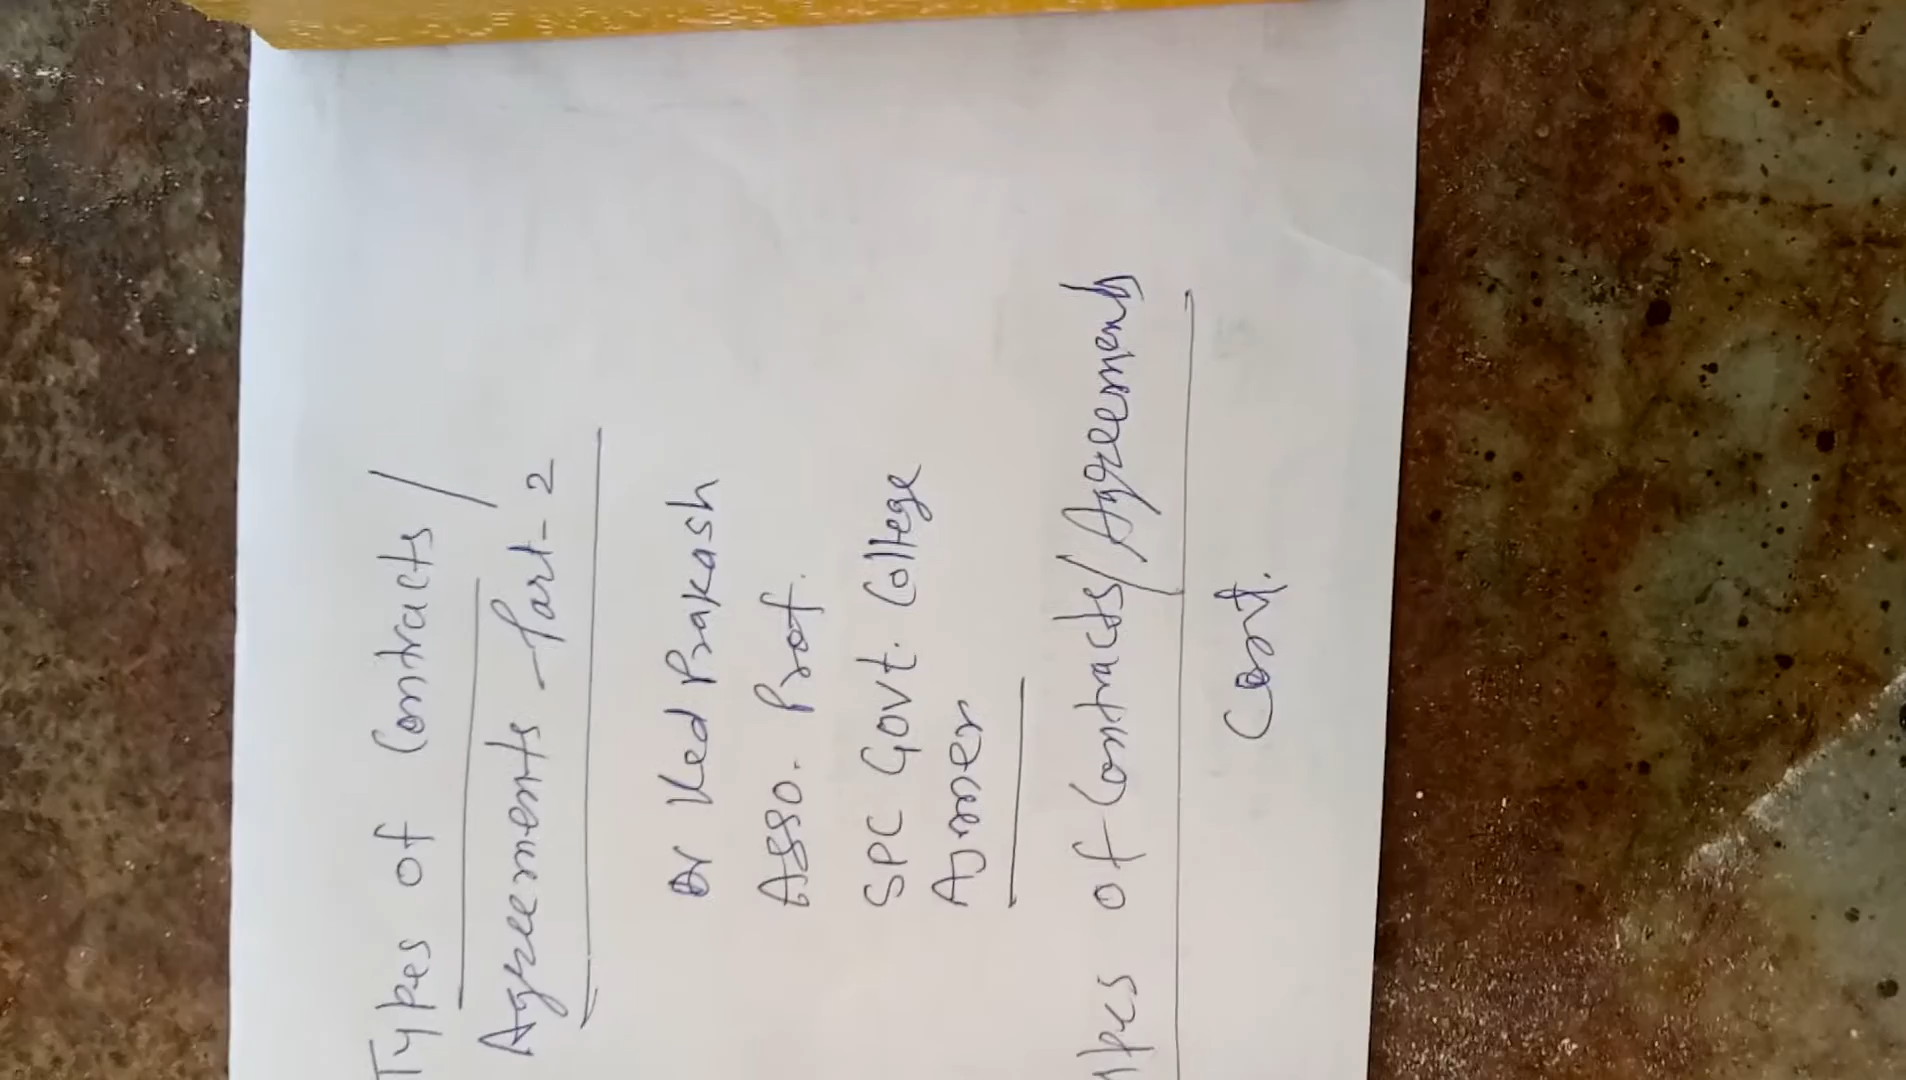 Types of Contracts /
Agreements - Part-2
Dr Ved Prakash
Asso. Prof.
SPC Govt. College
Ajmer
ypes of Contracts/Agreements
Cont.